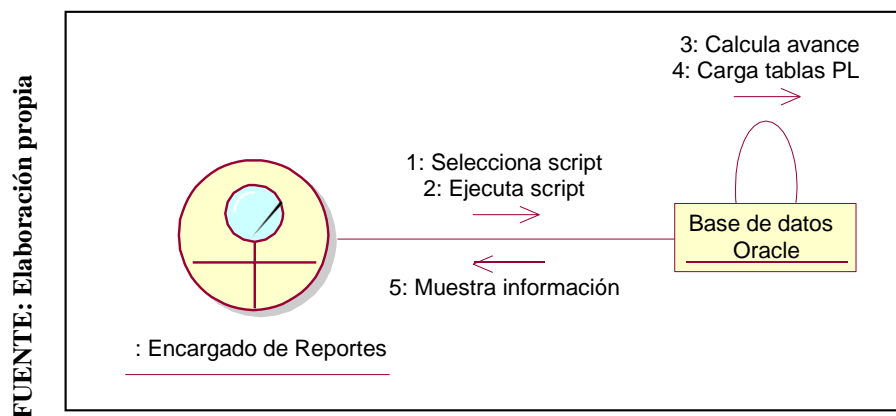 FUENTE: Elaboración propia
3: Calcula avance
4: Carga tablas PL
1: Selecciona script
2: Ejecuta script
Base de datos
Oracle
5: Muestra información
: Encargado de Reportes